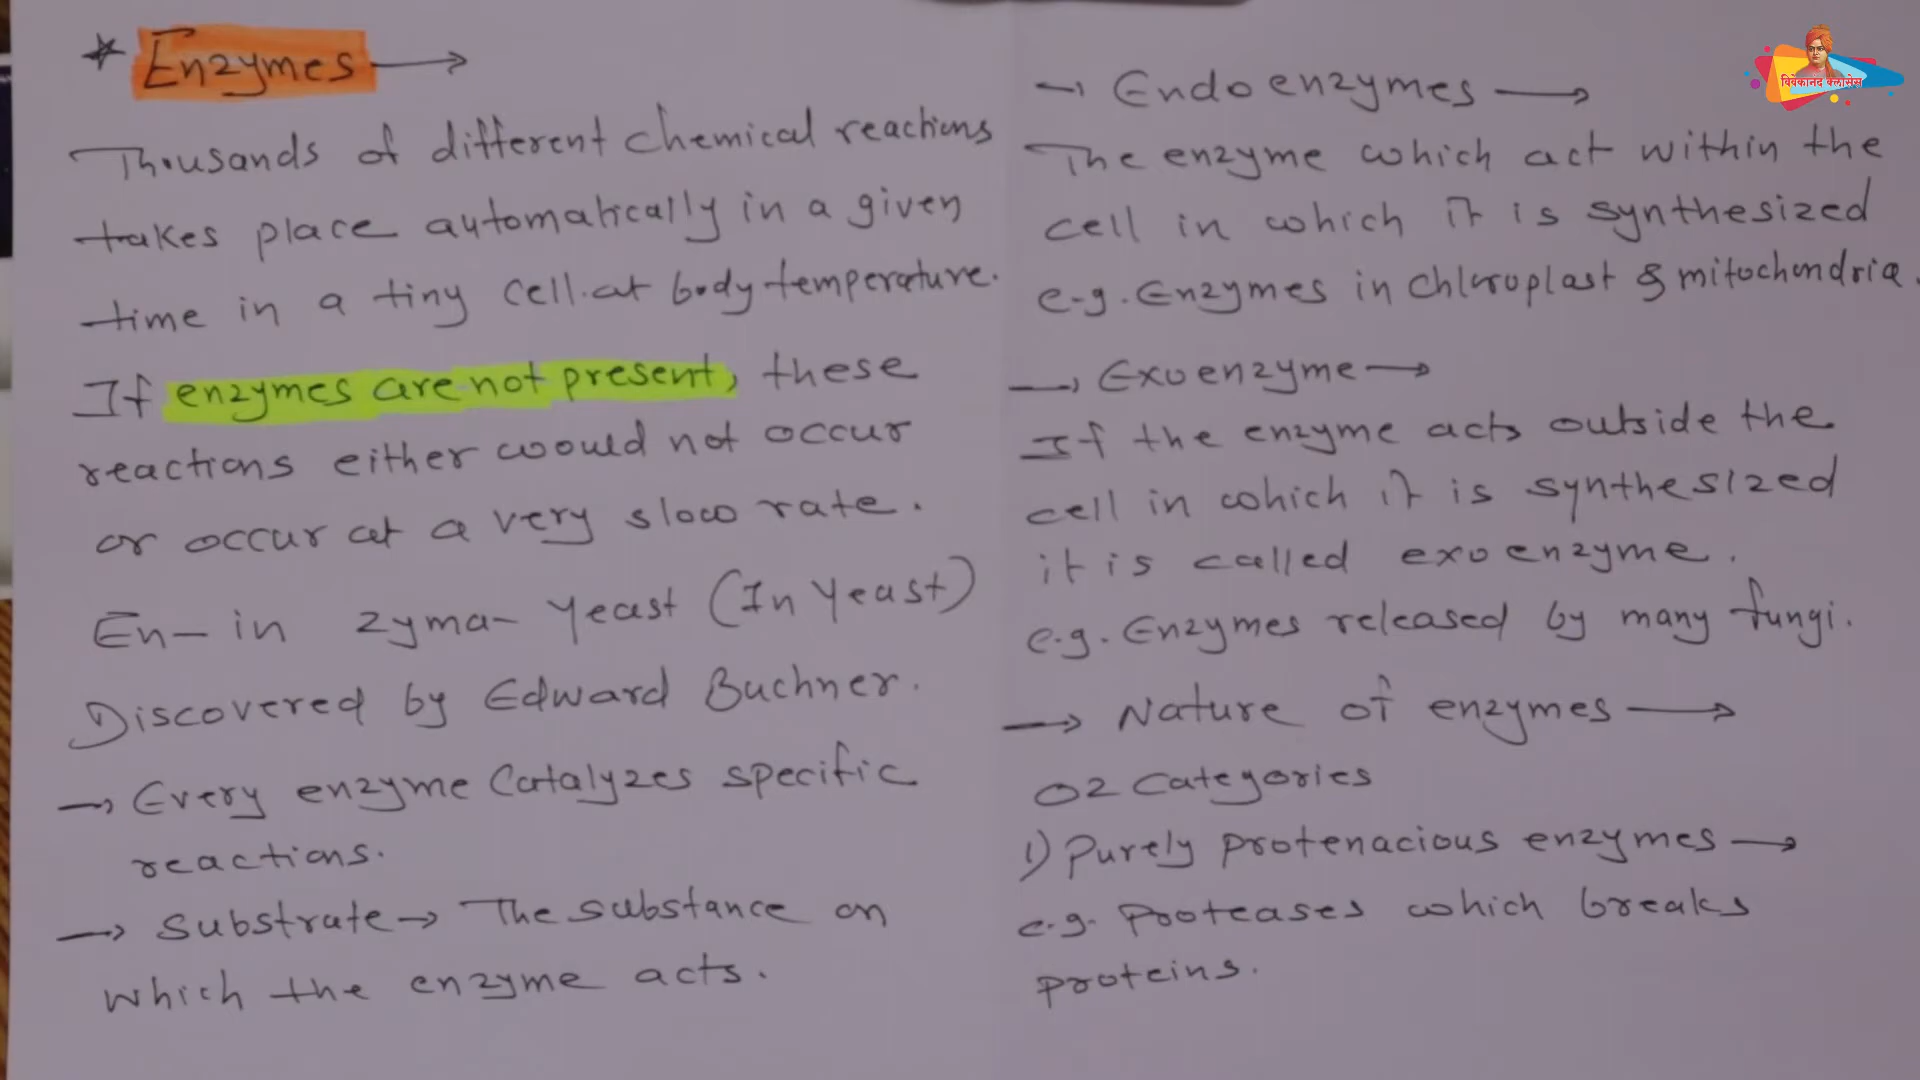 * Enzymes →
Thousands of different chemical reactions
takes place automatically in a given
time in a tiny cell.at body temperature.
If enzymes are not present, these
reactions either would not occur
or occur at a very slow rate.
En- in zyma- Yeast (In Yeast)
Discovered by Edward Buchner.
→ Every enzyme Catalyzes specific
reactions.
→ Substrate → The substance on
which the enzyme acts.
→ Endoenzymes →
The enzyme which act within the
cell in which it is synthesized
e.g. Enzymes in chloroplast & mitochondria.
→ Exoenzyme →
If the enzyme acts outside the
cell in which it is synthesized
it is called exoenzyme.
e.g. Enzymes released by many fungi.
→ Nature of enzymes →
02 Categories
1) Purely protenacious enzymes →
e.g. Proteases which breaks
proteins.
विवेकानंद क्लासेस